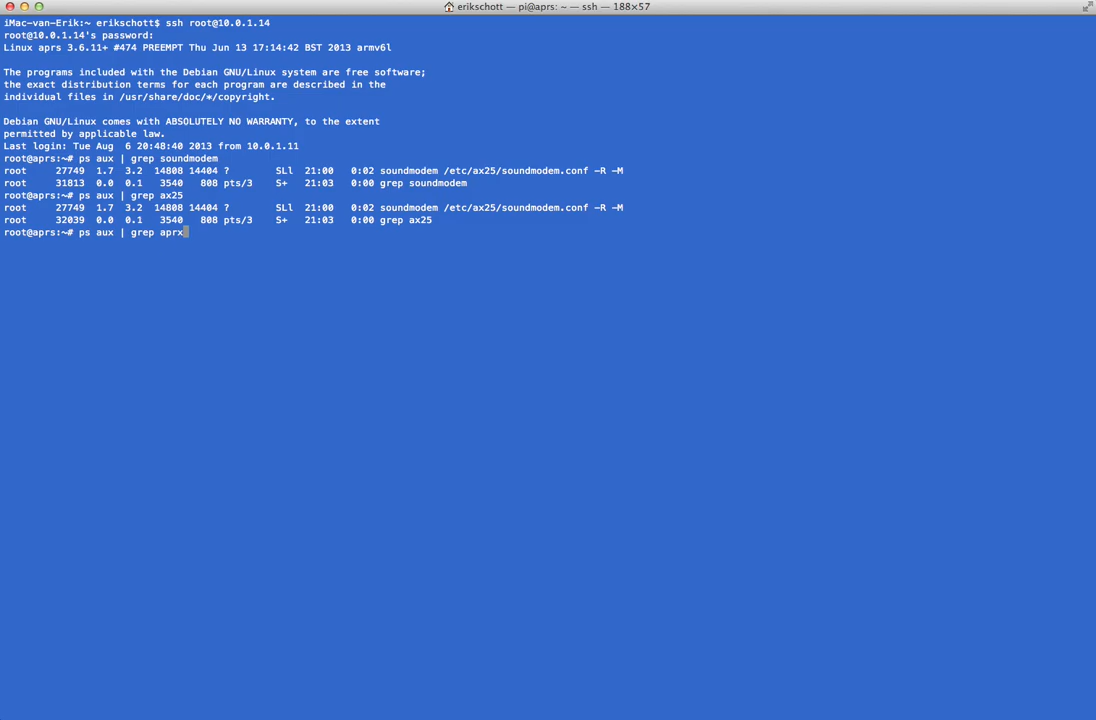 erikschott — pi@aprs: ~ — ssh — 188×57
iMac-van-Erik:~ erikschott$ ssh root@10.0.1.14
root@10.0.1.14's password:
Linux aprs 3.6.11+ #474 PREEMPT Thu Jun 13 17:14:42 BST 2013 armv6l
The programs included with the Debian GNU/Linux system are free software;
the exact distribution terms for each program are described in the
individual files in /usr/share/doc/*/copyright.
Debian GNU/Linux comes with ABSOLUTELY NO WARRANTY, to the extent
permitted by applicable law.
Last login: Tue Aug  6 20:48:40 2013 from 10.0.1.11
root@aprs:~# ps aux | grep soundmodem
root     27749  1.7  3.2  14808 14404 ?        SLl  21:00   0:02 soundmodem /etc/ax25/soundmodem.conf -R -M
root     31813  0.0  0.1   3540   808 pts/3    S+   21:03   0:00 grep soundmodem
root@aprs:~# ps aux | grep ax25
root     27749  1.7  3.2  14808 14404 ?        SLl  21:00   0:02 soundmodem /etc/ax25/soundmodem.conf -R -M
root     32039  0.0  0.1   3540   808 pts/3    S+   21:03   0:00 grep ax25
root@aprs:~# ps aux | grep aprx